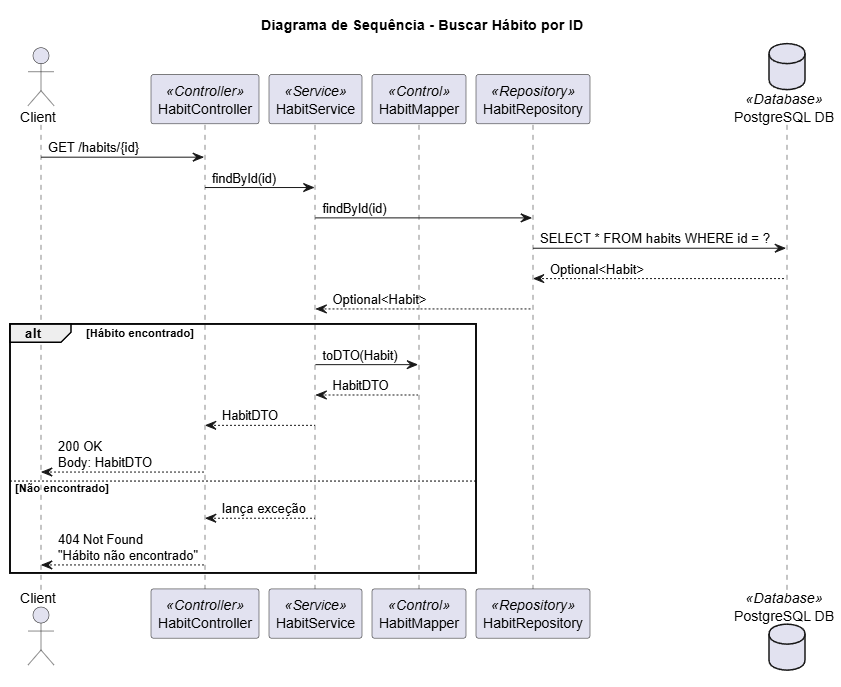 Diagrama de Sequência - Buscar Hábito por ID
Client
«Controller»
HabitController
«Service»
HabitService
«Control»
HabitMapper
«Repository»
HabitRepository
«Database»
PostgreSQL DB
GET /habits/{id}
findById(id)
findById(id)
SELECT * FROM habits WHERE id = ?
Optional<Habit>
Optional<Habit>
alt
[Hábito encontrado]
toDTO(Habit)
HabitDTO
HabitDTO
200 OK
Body: HabitDTO
[Não encontrado]
lança exceção
404 Not Found
"Hábito não encontrado"
Client
«Controller»
HabitController
«Service»
HabitService
«Control»
HabitMapper
«Repository»
HabitRepository
«Database»
PostgreSQL DB